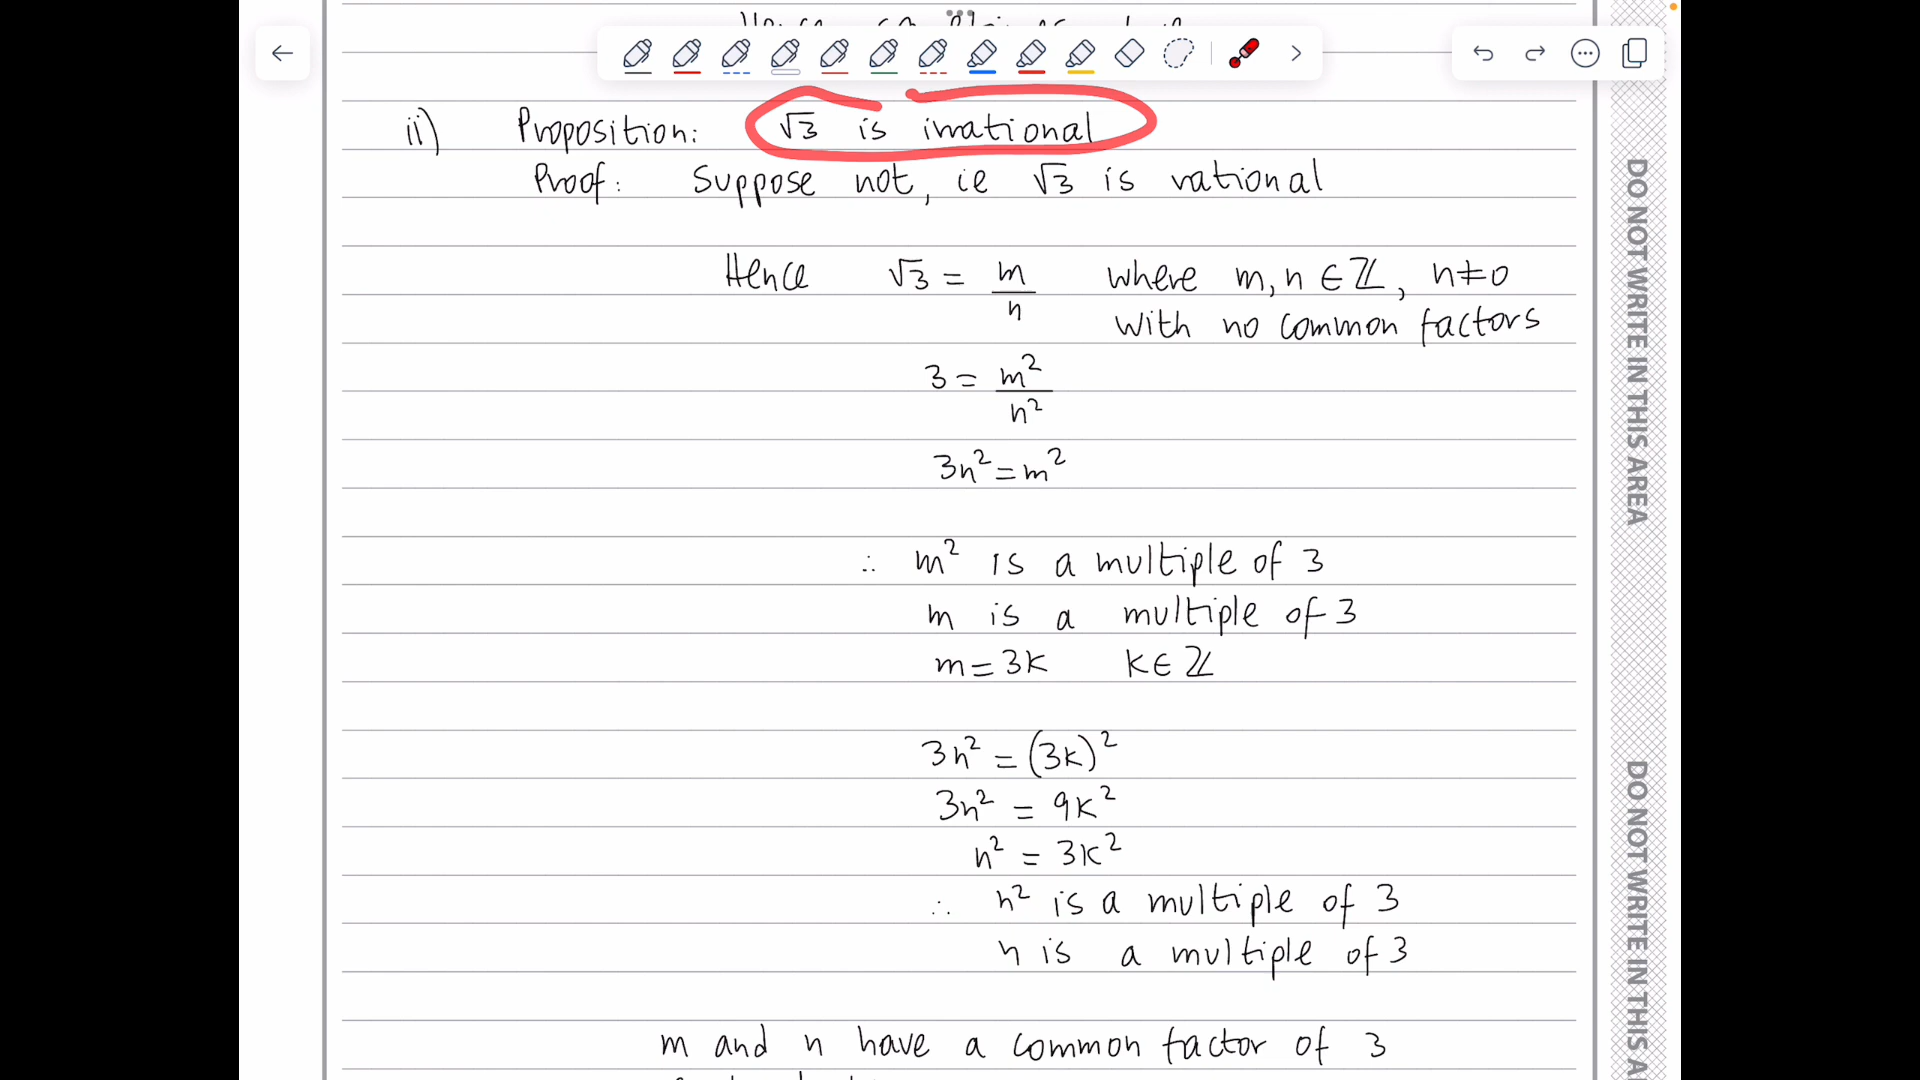 ii) Proposition: √3 is irrational
Proof: Suppose not, ie √3 is rational
Hence √3 = m/n where m, n ∈ ℤ, n≠0
with no common factors
3 = m²/n²
3n² = m²
∴ m² is a multiple of 3
m is a multiple of 3
m = 3k k ∈ ℤ
3n² = (3k)²
3n² = 9k²
n² = 3k²
∴ n² is a multiple of 3
n is a multiple of 3
m and n have a common factor of 3
DO NOT WRITE IN THIS AREA
DO NOT WRITE IN THIS A